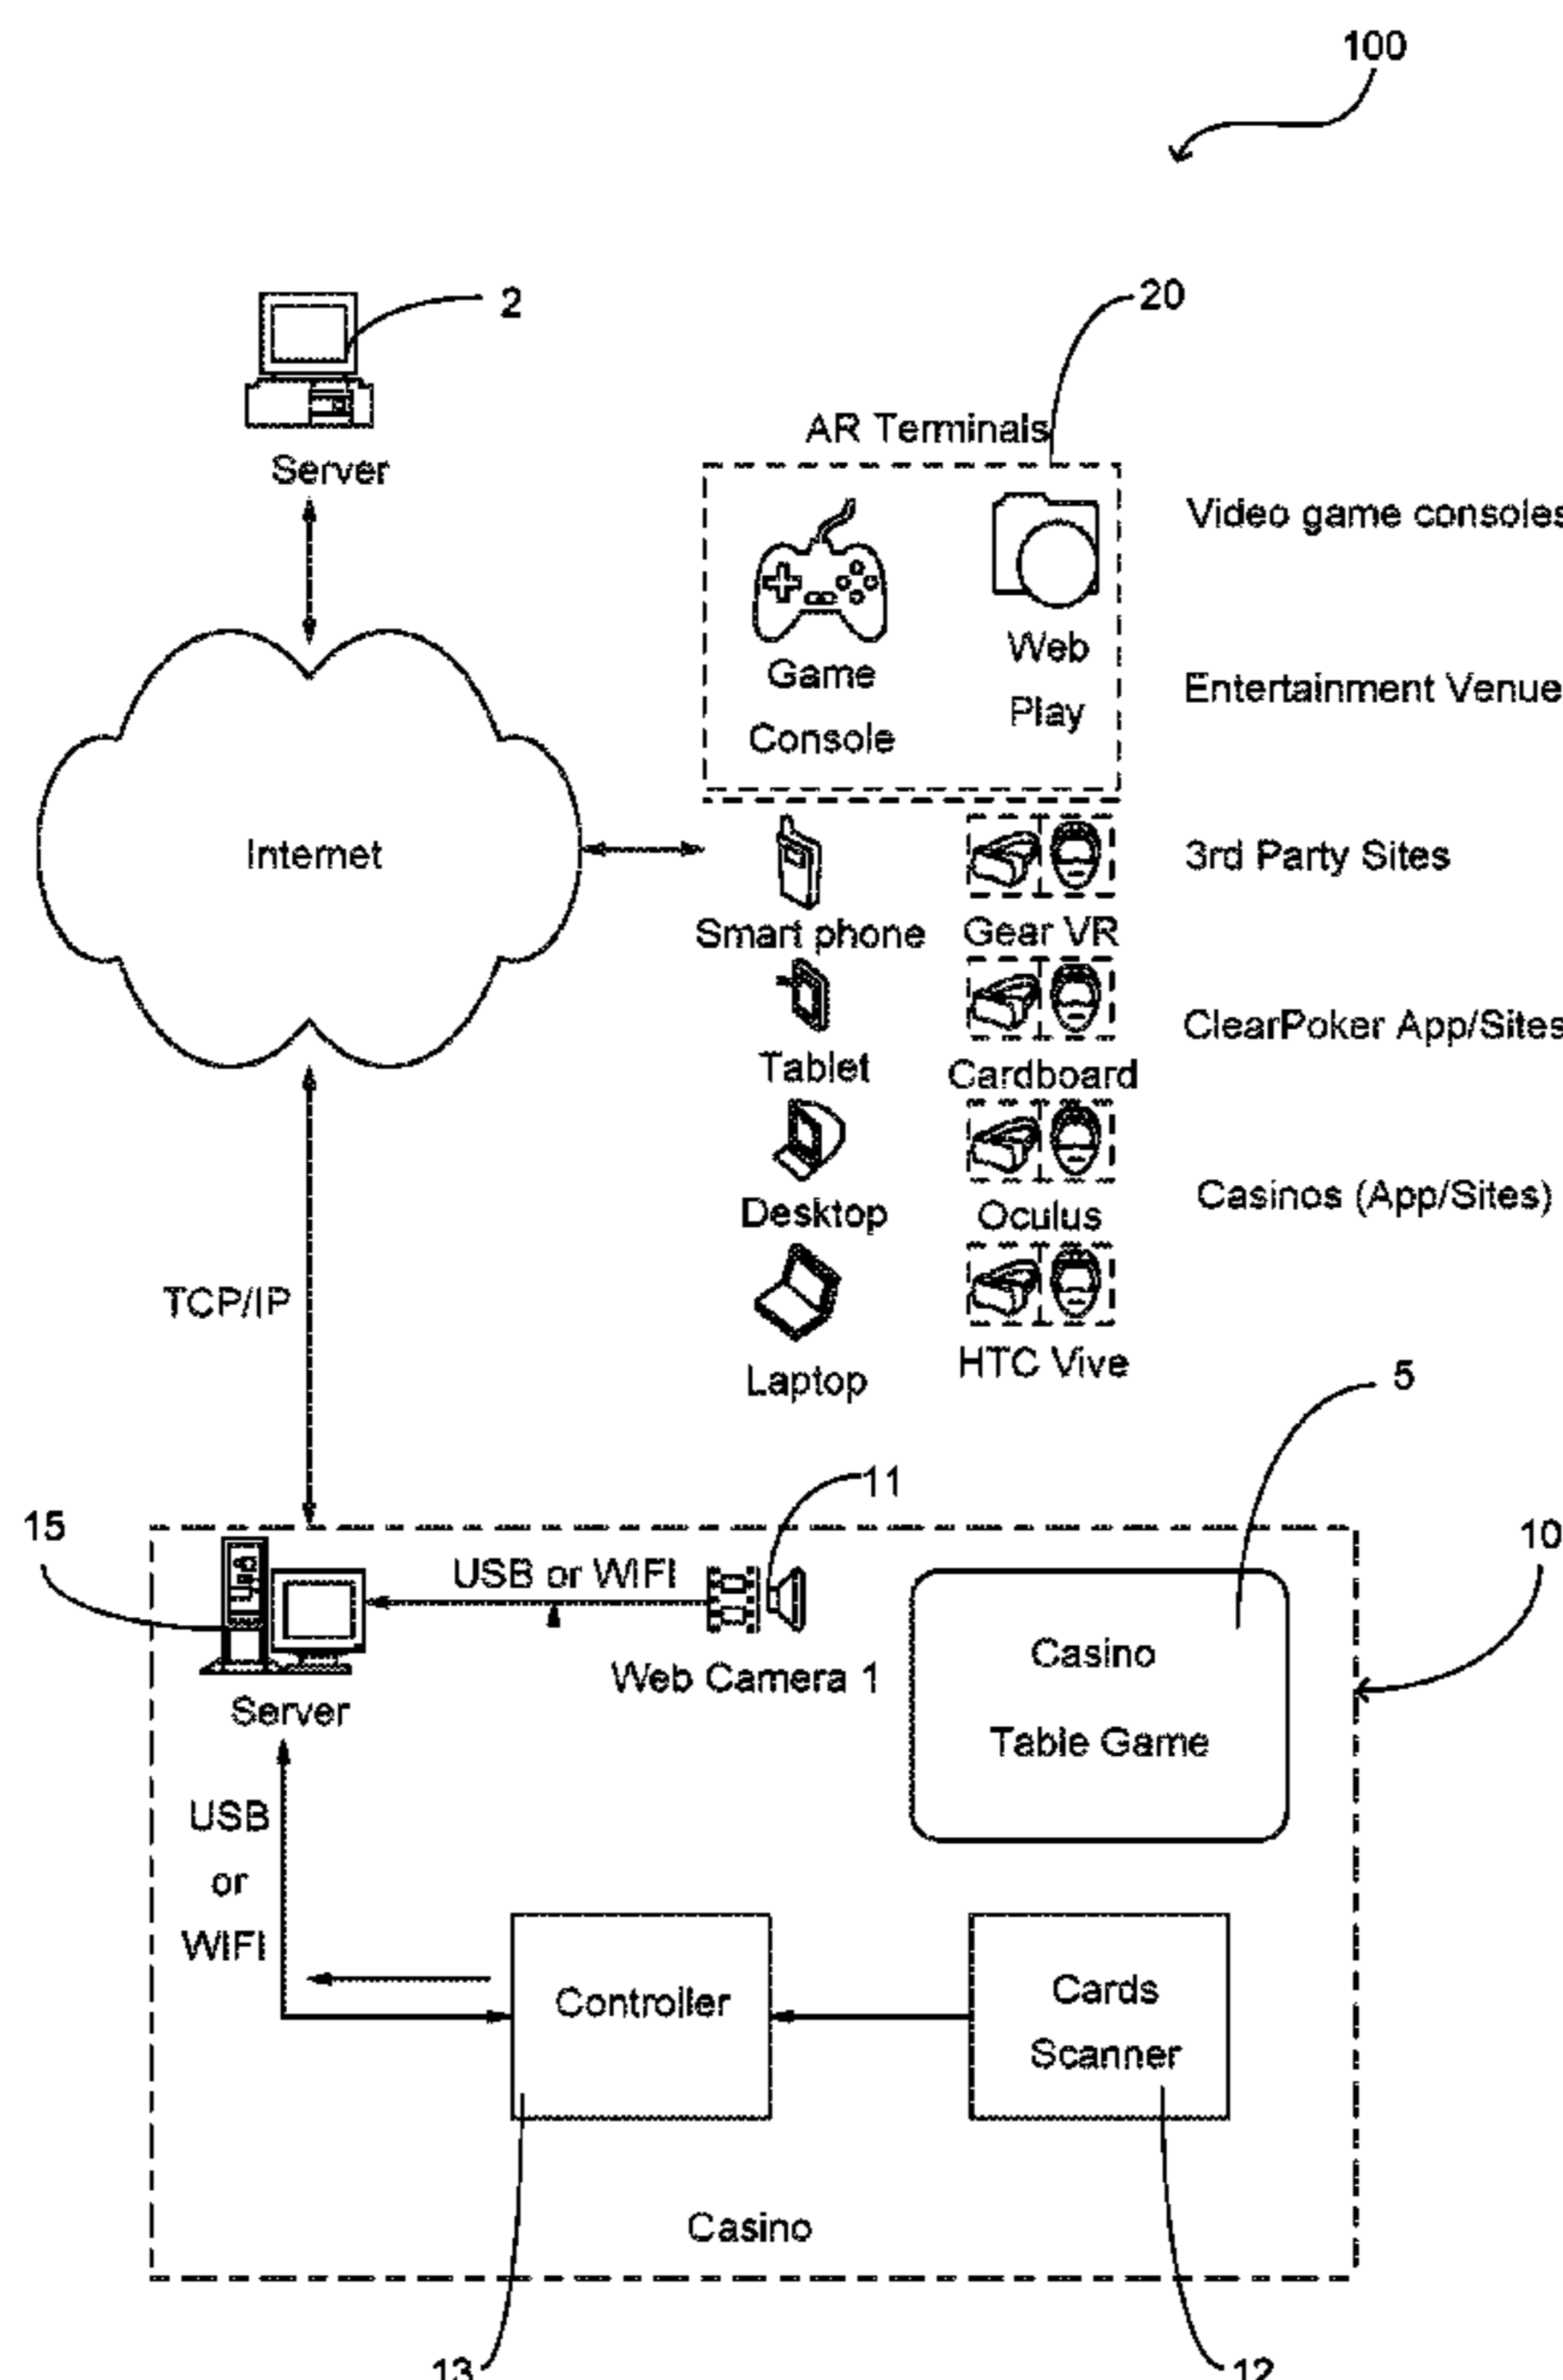 100
2
20
Server
AR Terminals
Game
Console
Web
Play
Video game consoles
Entertainment Venue
Internet
3rd Party Sites
Smart phone
Gear VR
ClearPoker App/Sites
Tablet
Cardboard
Casinos (App/Sites)
Desktop
Oculus
TCP/IP
Laptop
HTC Vive
5
11
15
10
USB or WIFI
Web Camera 1
Server
Casino
Table Game
USB
or
WIFI
Controller
Cards
Scanner
Casino
13
12